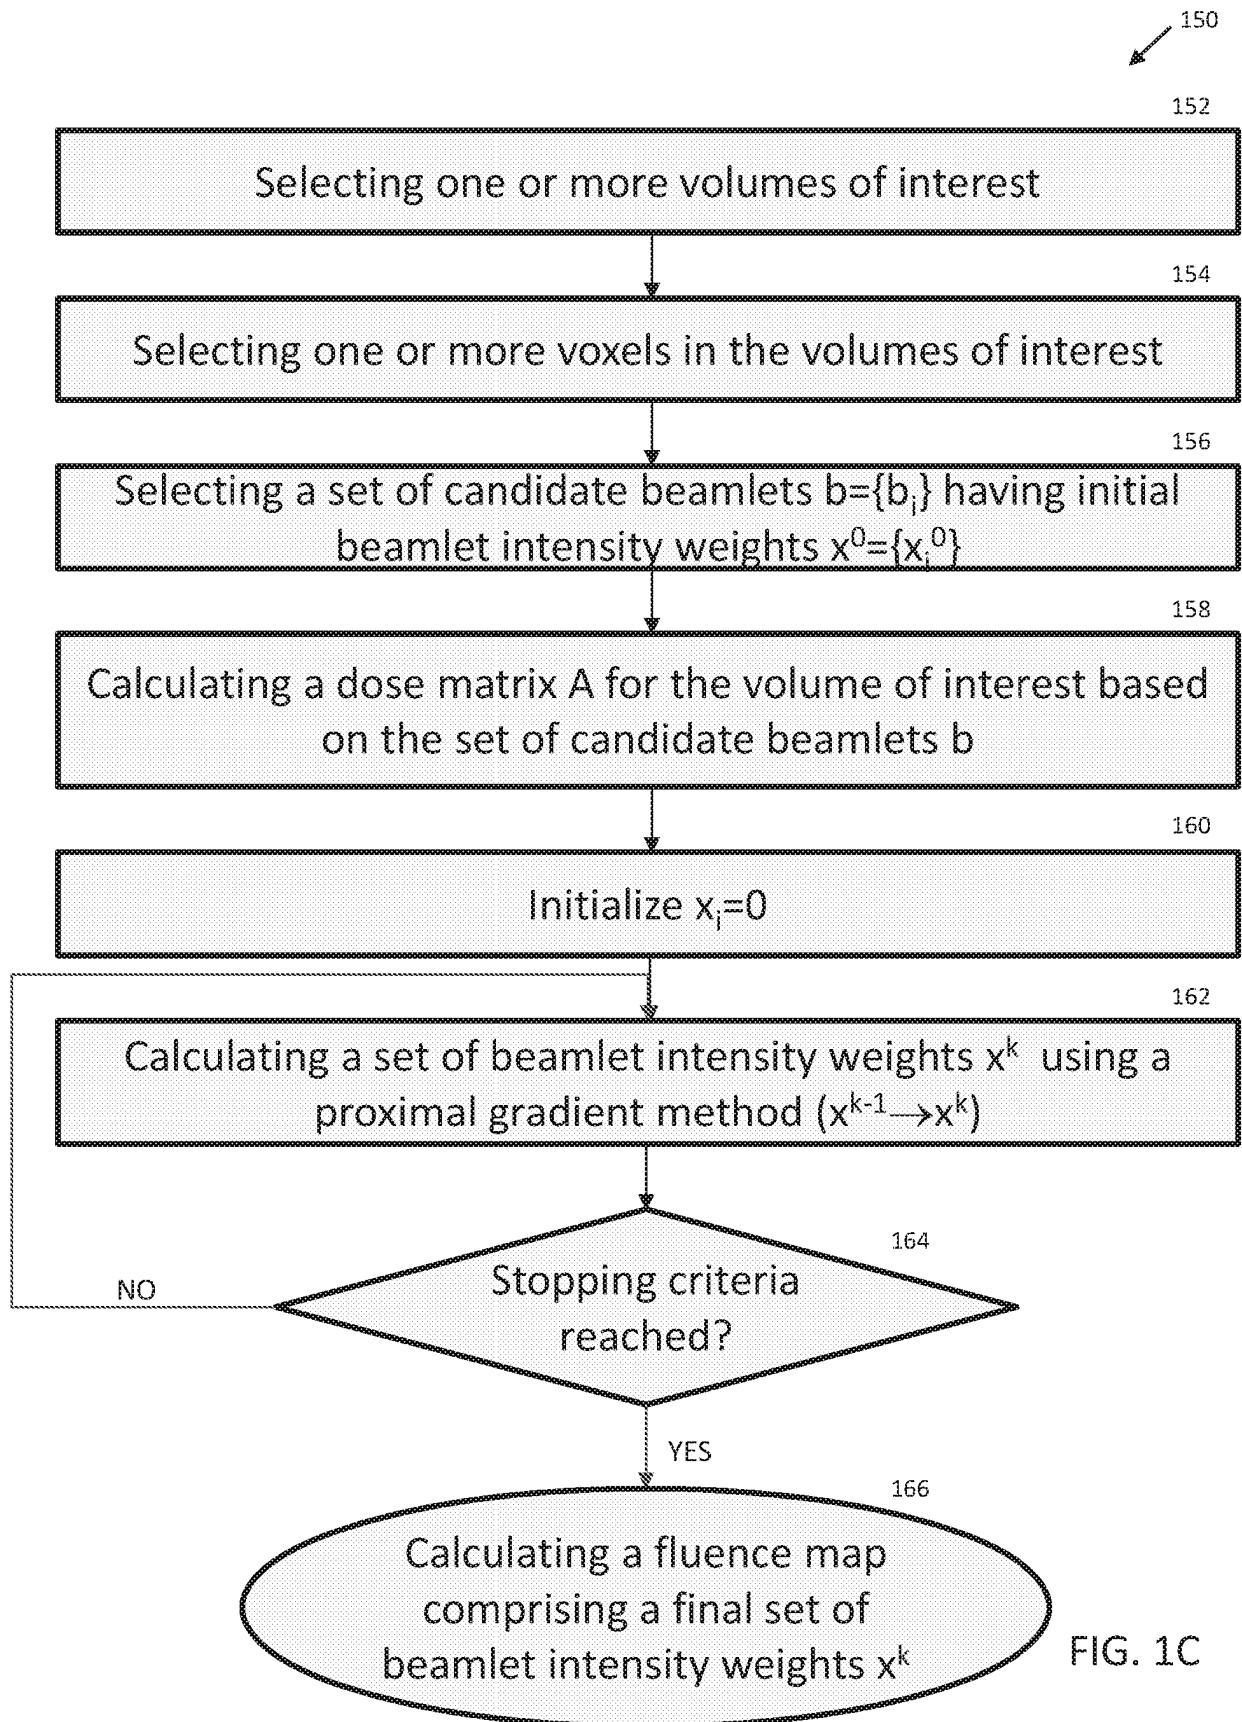 150
152
Selecting one or more volumes of interest
154
Selecting one or more voxels in the volumes of interest
156
Selecting a set of candidate beamlets b={bᵢ} having initial
beamlet intensity weights x⁰={xᵢ⁰}
158
Calculating a dose matrix A for the volume of interest based
on the set of candidate beamlets b
160
Initialize xᵢ=0
162
Calculating a set of beamlet intensity weights xᵏ using a
proximal gradient method (xᵏ⁻¹→xᵏ)
164
Stopping criteria
reached?
NO
YES
166
Calculating a fluence map
comprising a final set of
beamlet intensity weights xᵏ
FIG. 1C